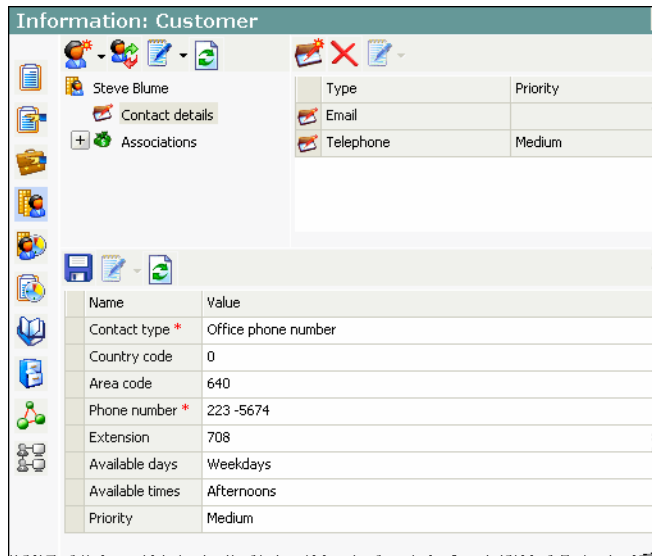 Information: Customer
Steve Blume
Contact details
Associations
Type Priority
Email
Telephone Medium
Name Value
Contact type * Office phone number
Country code 0
Area code 640
Phone number * 223 -5674
Extension 708
Available days Weekdays
Available times Afternoons
Priority Medium